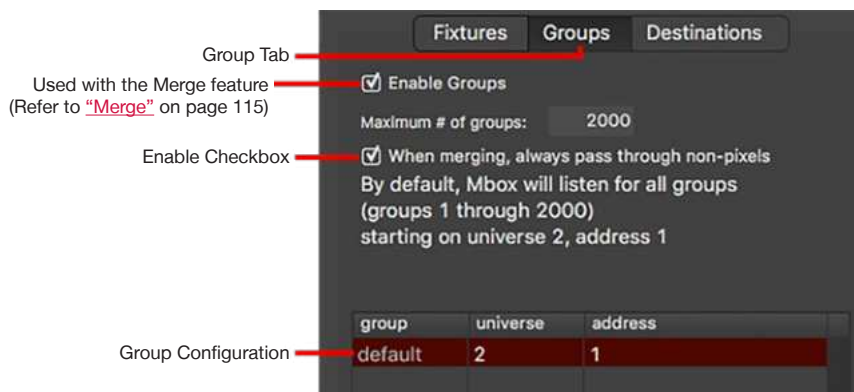 Fixtures Groups Destinations
Group Tab
Used with the Merge feature
(Refer to “Merge” on page 115)
Enable Groups
Maximum # of groups: 2000
Enable Checkbox
When merging, always pass through non-pixels
By default, Mbox will listen for all groups
(groups 1 through 2000)
starting on universe 2, address 1
group universe address
Group Configuration
default 2 1